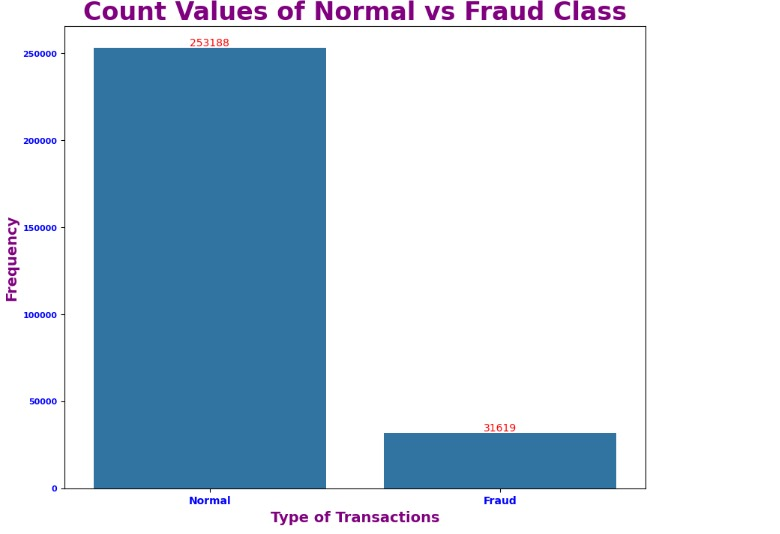 Count Values of Normal vs Fraud Class
253188
250000
200000
150000
100000
50000
0
Frequency
31619
Normal
Fraud
Type of Transactions